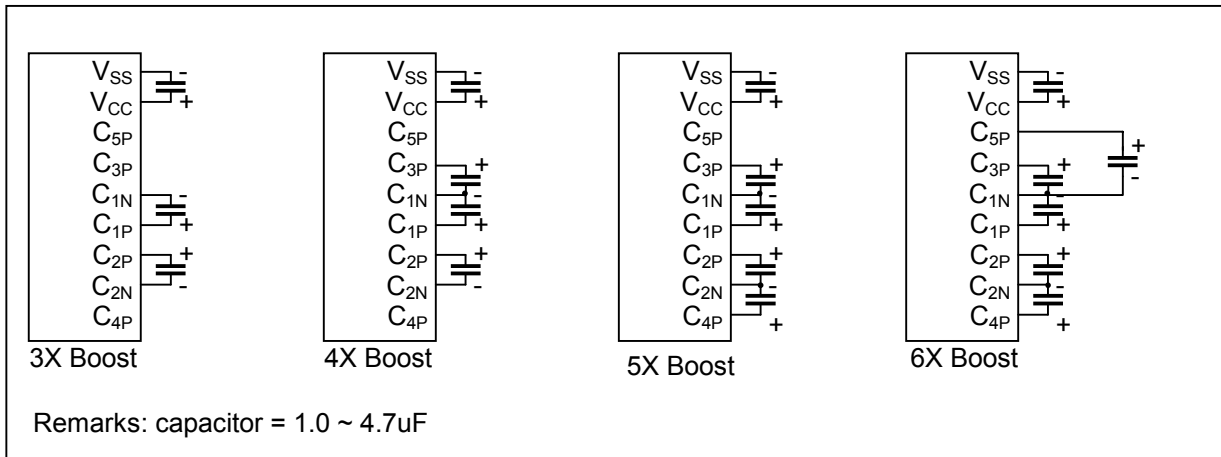 VSS -
VCC +
C5P
C3P
C1N -
C1P +
C2P +
C2N -
C4P
3X Boost
VSS -
VCC +
C5P
C3P +
C1N -
C1P +
C2P +
C2N -
C4P
4X Boost
VSS -
VCC +
C5P
C3P +
C1N -
C1P +
C2P +
C2N -
C4P +
5X Boost
VSS -
VCC +
C5P +
C3P + -
C1N -
C1P +
C2P +
C2N -
C4P +
6X Boost
Remarks: capacitor = 1.0 ~ 4.7uF